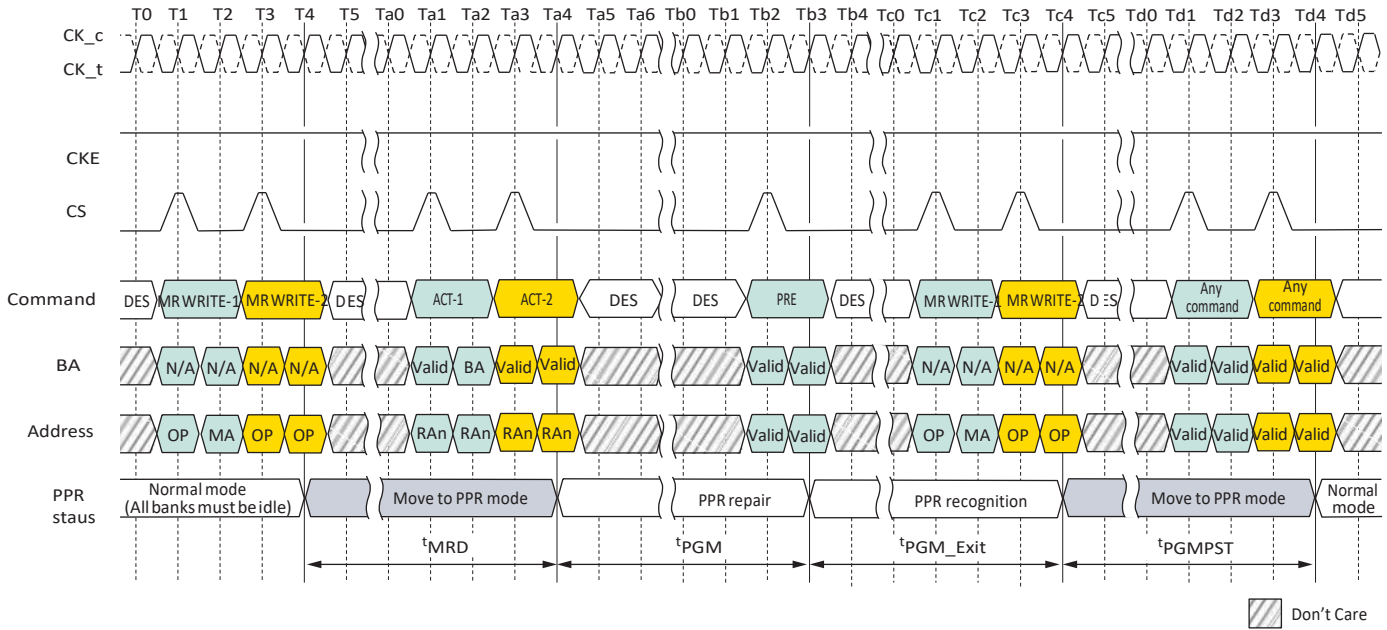 T0 T1 T2 T3 T4 T5 Ta0 Ta1 Ta2 Ta3 Ta4 Ta5 Ta6 Tb0 Tb1 Tb2 Tb3 Tb4 Tc0 Tc1 Tc2 Tc3 Tc4 Tc5 Td0 Td1 Td2 Td3 Td4 Td5
CK_c
CK_t
CKE
CS
Command DES MR WRITE-1 MR WRITE-2 DES ACT-1 ACT-2 DES DES PRE DES MR WRITE-1 MR WRITE-2 DES Any command Any command
BA N/A N/A N/A N/A Valid BA Valid Valid Valid Valid N/A N/A N/A N/A Valid Valid Valid Valid
Address OP MA OP OP RAn RAn RAn RAn Valid Valid OP MA OP OP Valid Valid Valid Valid
PPR staus
Normal mode
(All banks must be idle)
Move to PPR mode
PPR repair
PPR recognition
Move to PPR mode
Normal
mode
tMRD tPGM tPGM_Exit tPGMPST
Don't Care